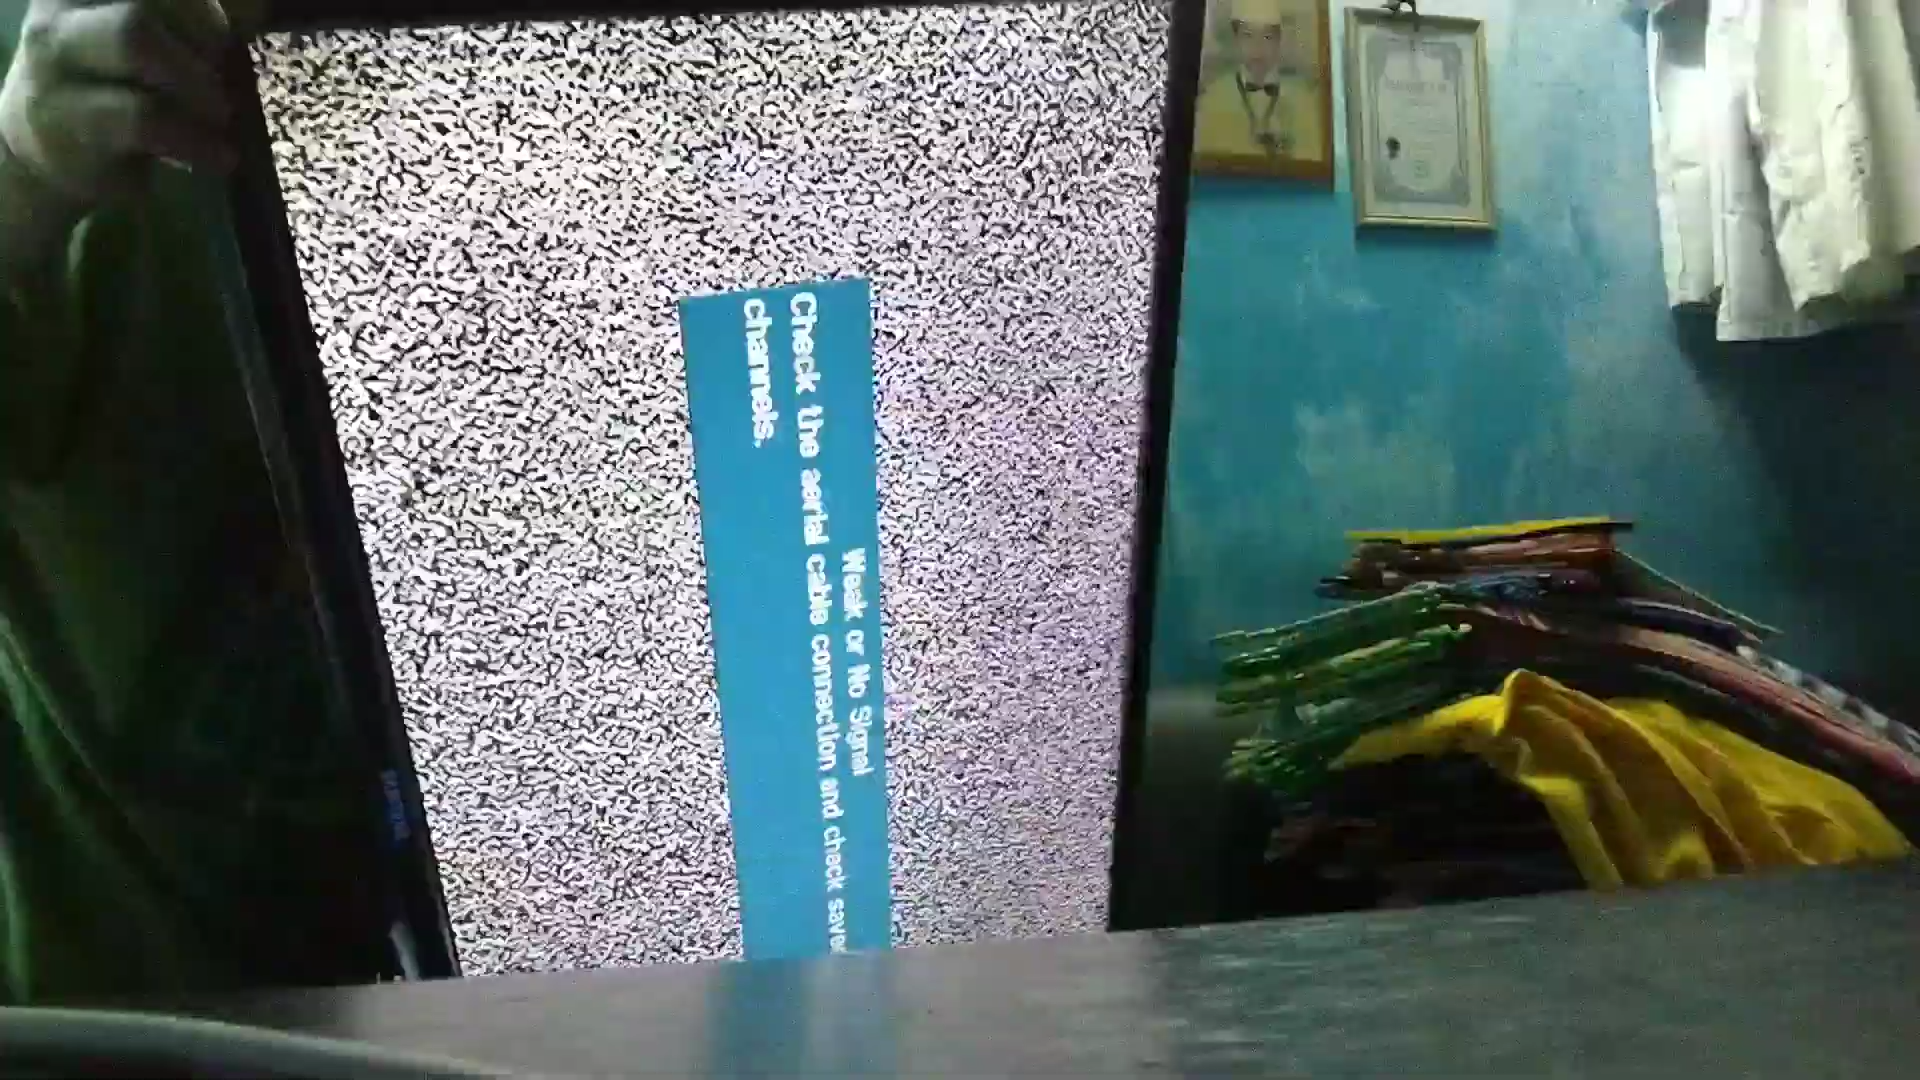 Weak or No Signal
Check the aerial cable connection and check saved
channels.